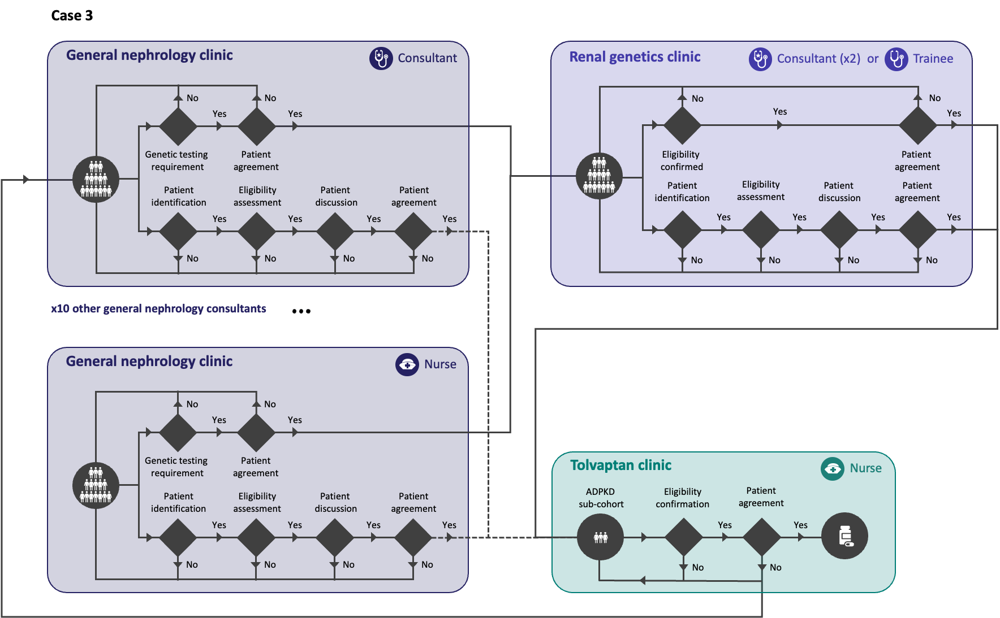 Case 3
General nephrology clinic
Consultant
No
No
Yes
Yes
Genetic testing
requirement
Patient
agreement
Patient
identification
Eligibility
assessment
Patient
discussion
Patient
agreement
Yes
Yes
Yes
Yes
No
No
No
No
x10 other general nephrology consultants ...
General nephrology clinic
Nurse
No
No
Yes
Yes
Genetic testing
requirement
Patient
agreement
Patient
identification
Eligibility
assessment
Patient
discussion
Patient
agreement
Yes
Yes
Yes
Yes
No
No
No
No
Renal genetics clinic
Consultant (x2) or Trainee
No
No
Yes
Yes
Eligibility
confirmed
Patient
agreement
Patient
identification
Eligibility
assessment
Patient
discussion
Patient
agreement
Yes
Yes
Yes
Yes
No
No
No
No
Tolvaptan clinic
Nurse
ADPKD
sub-cohort
Eligibility
confirmation
Patient
agreement
Yes
Yes
No
No